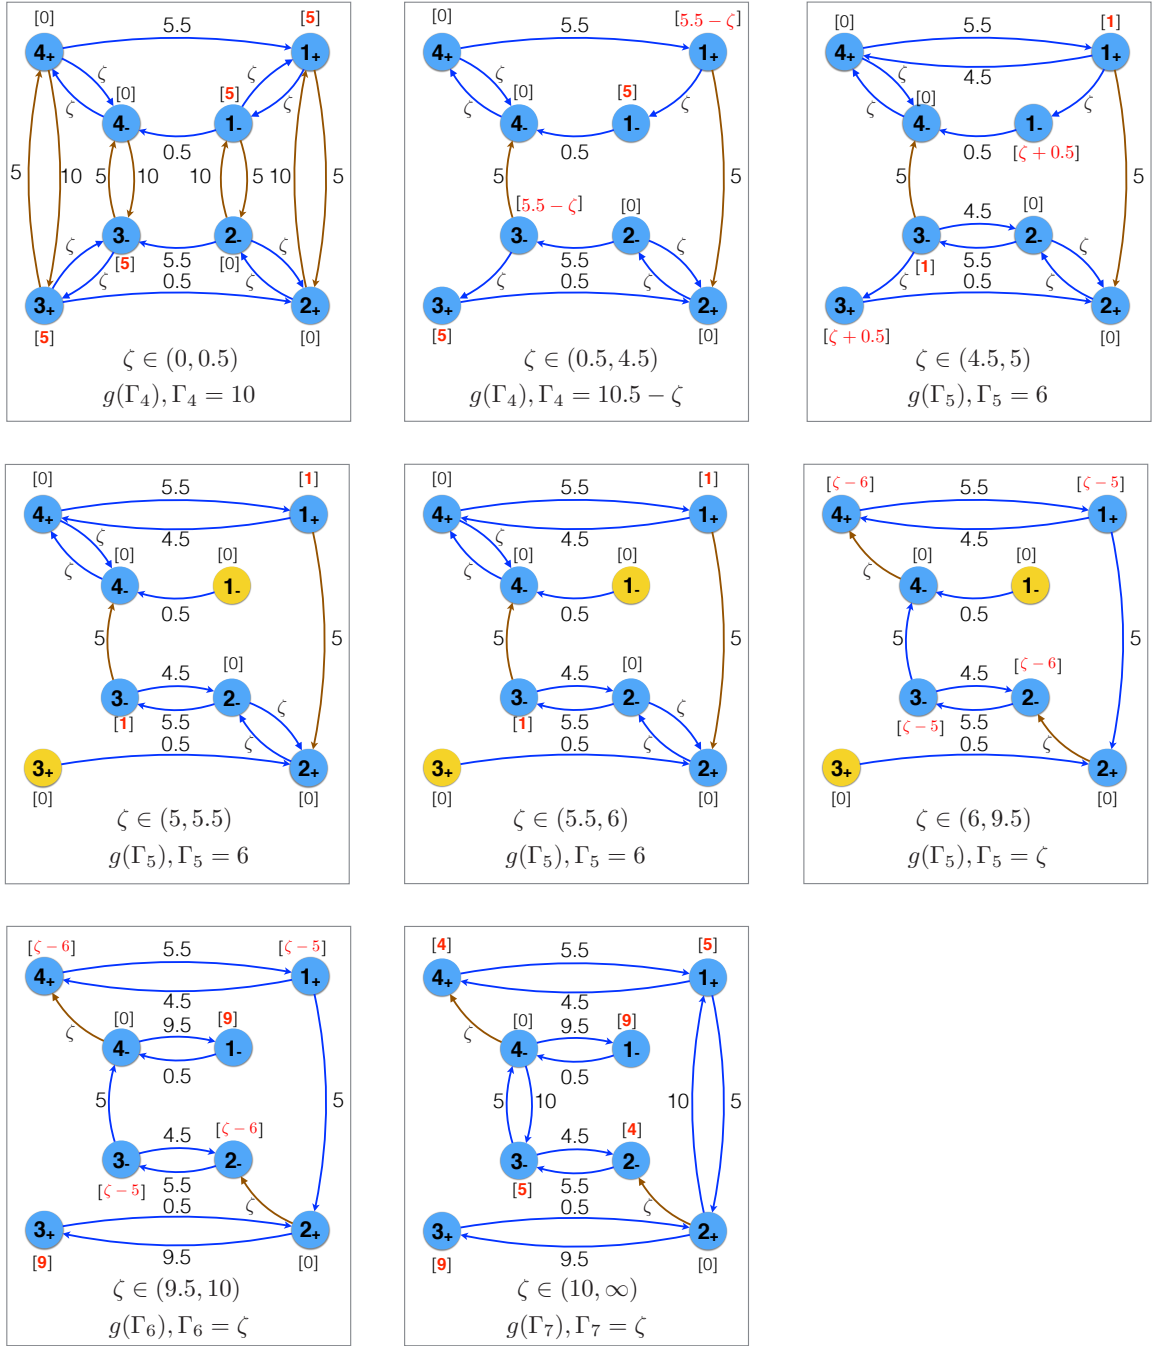 [0] 5.5 [5]
4+ 1+
ζ ζ
[0] [5]
ζ ζ
4- 1-
0.5
5 10 5 10 10 5 10 5
3- 2-
ζ ζ
[5] ζ 5.5 [0] ζ
0.5
3+ 2+
[5] [0]
ζ ∈ (0, 0.5)
g(Γ4), Γ4 = 10
[0] 5.5 [5.5 − ζ]
4+ 1+
ζ
[5]
ζ [0] ζ
4- 1-
0.5
5
[5.5 − ζ] [0]
3- 2-
ζ
ζ 5.5 ζ
0.5
3+ 2+
[5] [0]
ζ ∈ (0.5, 4.5)
g(Γ4), Γ4 = 10.5 − ζ
[0] 5.5 [1]
4+ 1+
4.5
ζ
[0]
ζ ζ
4- 1-
0.5 [ζ + 0.5]
5 5
4.5 [0]
3- 2-
[1] ζ
ζ 5.5 ζ
0.5
3+ 2+
[ζ + 0.5] [0]
ζ ∈ (4.5, 5)
g(Γ5), Γ5 = 6
[0] 5.5 [1]
4+ 1+
4.5
ζ
[0] [0]
ζ
4- 1-
0.5
5 5
4.5 [0]
3- 2-
[1] ζ
5.5 ζ
0.5
3+ 2+
[0] [0]
ζ ∈ (5, 5.5)
g(Γ5), Γ5 = 6
[0] 5.5 [1]
4+ 1+
4.5
ζ
[0] [0]
ζ
4- 1-
0.5
5 5
4.5 [0]
3- 2-
[1] ζ
5.5 ζ
0.5
3+ 2+
[0] [0]
ζ ∈ (5.5, 6)
g(Γ5), Γ5 = 6
[ζ − 6] 5.5 [ζ − 5]
4+ 1+
4.5
[0] [0]
ζ
4- 1-
0.5
5 5
4.5 [ζ − 6]
3- 2-
[ζ − 5] 5.5 ζ
0.5
3+ 2+
[0] [0]
ζ ∈ (6, 9.5)
g(Γ5), Γ5 = ζ
[ζ − 6] 5.5 [ζ − 5]
4+ 1+
4.5
[0] 9.5 [9]
ζ
4- 1-
0.5
5 5
4.5 [ζ − 6]
3- 2-
[ζ − 5] 5.5
0.5 ζ
3+ 2+
[9] 9.5 [0]
ζ ∈ (9.5, 10)
g(Γ6), Γ6 = ζ
[4] 5.5 [5]
4+ 1+
4.5
[0] 9.5 [9]
ζ
4- 1-
0.5
5 10 10 5
4.5 [4]
3- 2-
[5] 5.5
0.5 ζ
3+ 2+
[9] 9.5 [0]
ζ ∈ (10, ∞)
g(Γ7), Γ7 = ζ